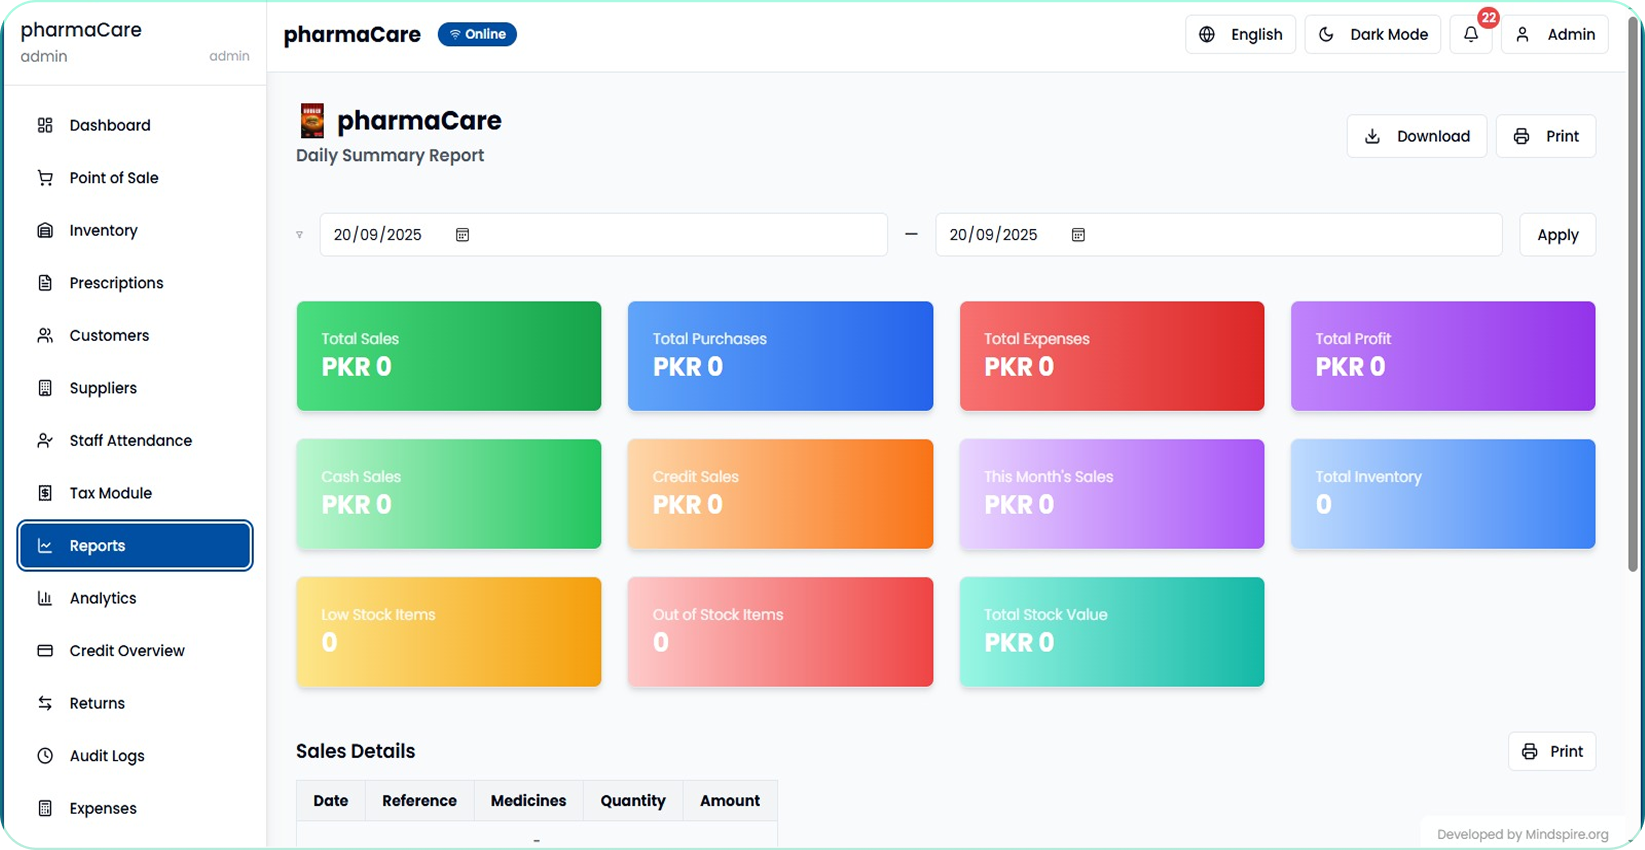 pharmaCare
admin
admin
Dashboard
Point of Sale
Inventory
Prescriptions
Customers
Suppliers
Staff Attendance
Tax Module
Reports
Analytics
Credit Overview
Returns
Audit Logs
Expenses
pharmaCare
Online
English
Dark Mode
22
Admin
pharmaCare
Daily Summary Report
Download
Print
20/09/2025
—
20/09/2025
Apply
Total Sales
PKR 0
Total Purchases
PKR 0
Total Expenses
PKR 0
Total Profit
PKR 0
Cash Sales
PKR 0
Credit Sales
PKR 0
This Month's Sales
PKR 0
Total Inventory
0
Low Stock Items
0
Out of Stock Items
0
Total Stock Value
PKR 0
Sales Details
Print
Date Reference Medicines Quantity Amount
-
Developed by Mindspire.org